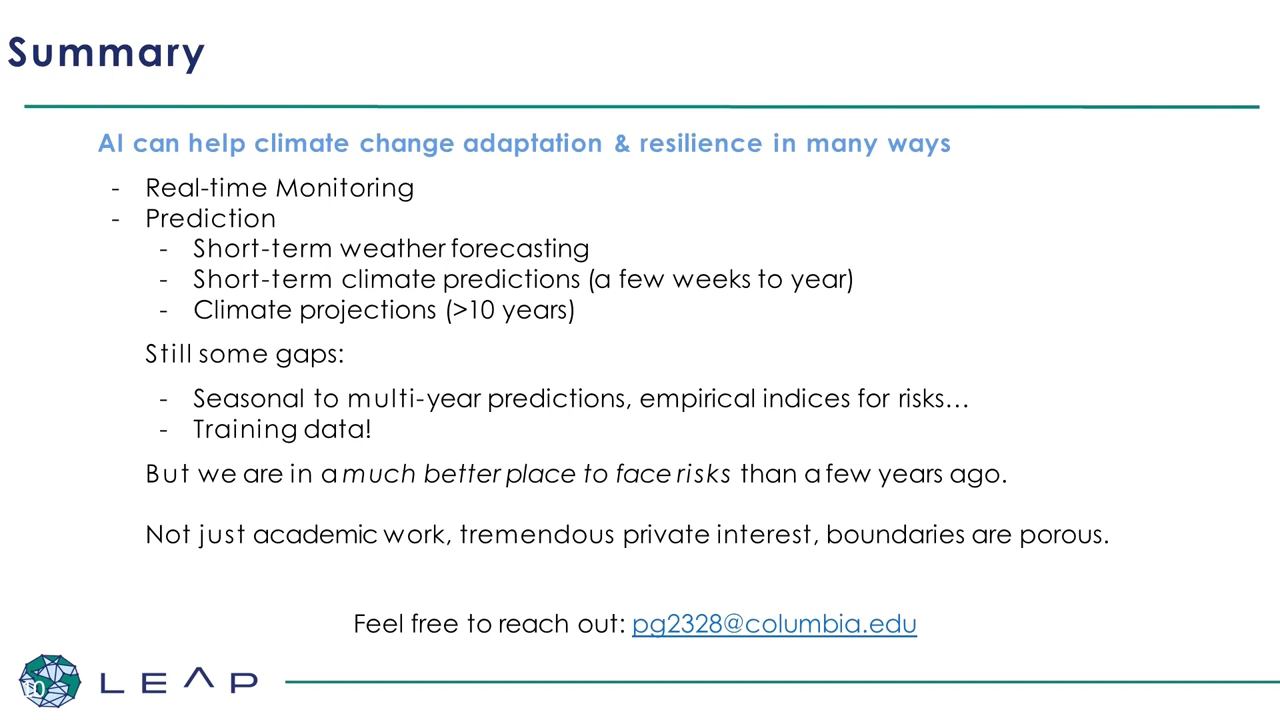 Summary
AI can help climate change adaptation & resilience in many ways
- Real-time Monitoring
- Prediction
- Short-term weather forecasting
- Short-term climate predictions (a few weeks to year)
- Climate projections (>10 years)
Still some gaps:
- Seasonal to multi-year predictions, empirical indices for risks...
- Training data!
But we are in a much better place to face risks than a few years ago.
Not just academic work, tremendous private interest, boundaries are porous.
Feel free to reach out: pg2328@columbia.edu
LEAP